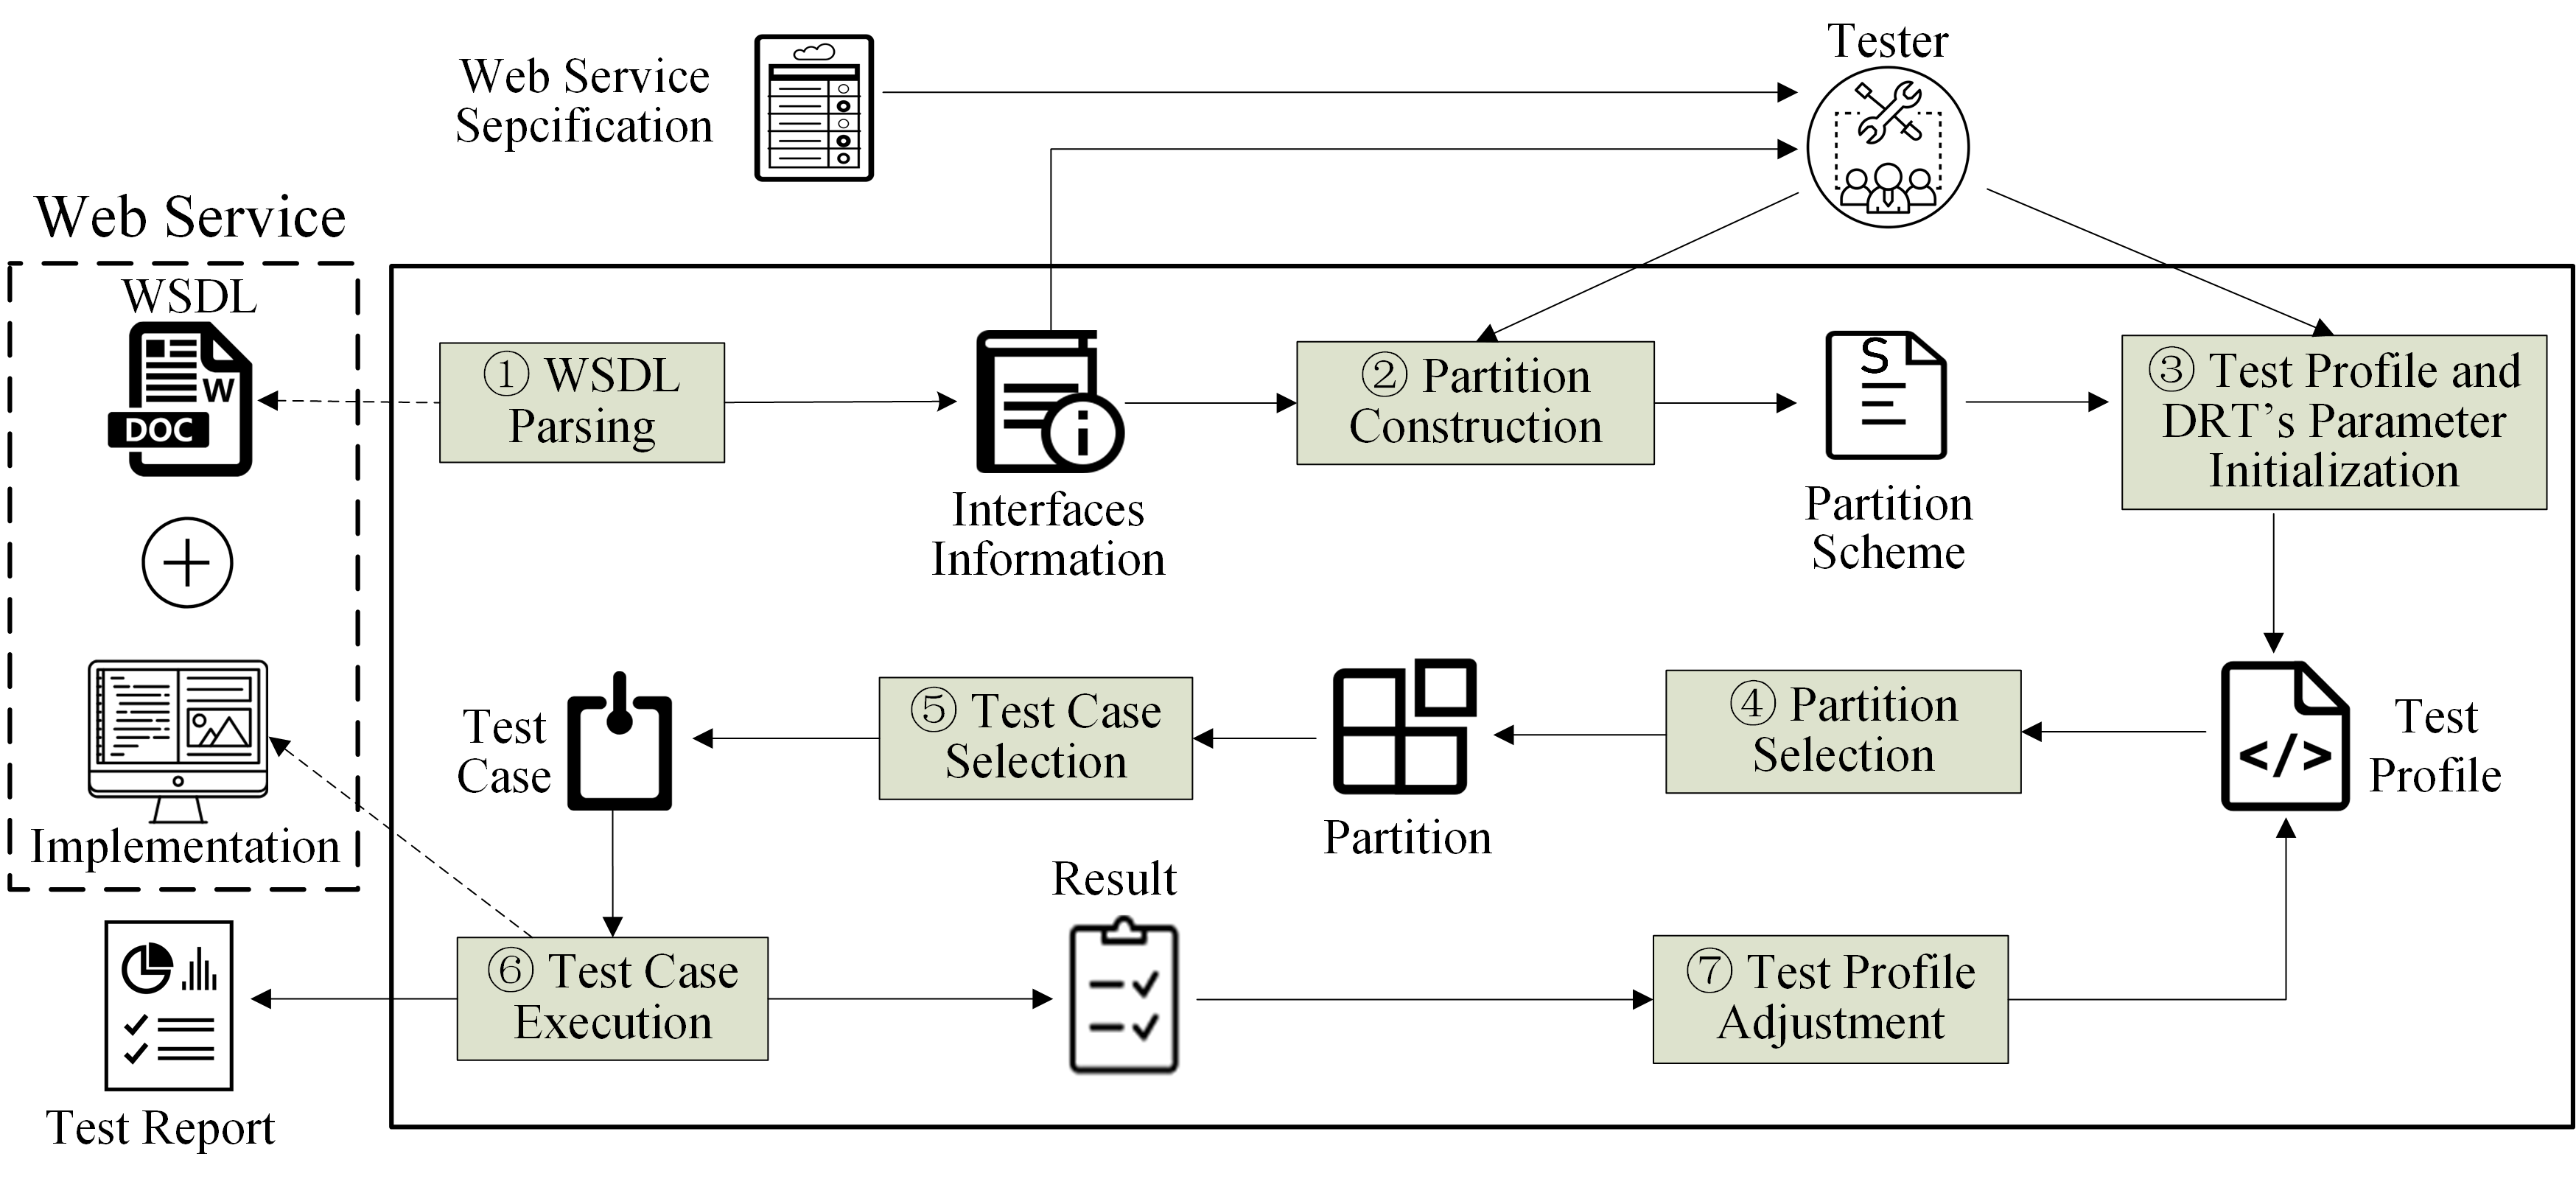 Tester
Web Service
Sepcification
Web Service
WSDL
W
DOC
① WSDL
Parsing
i
Interfaces
Information
② Partition
Construction
S
Partition
Scheme
③ Test Profile and
DRT's Parameter
Initialization
Implementation
Test
Case
⑤ Test Case
Selection
Partition
④ Partition
Selection
</>
Test
Profile
Result
⑥ Test Case
Execution
⑦ Test Profile
Adjustment
Test Report